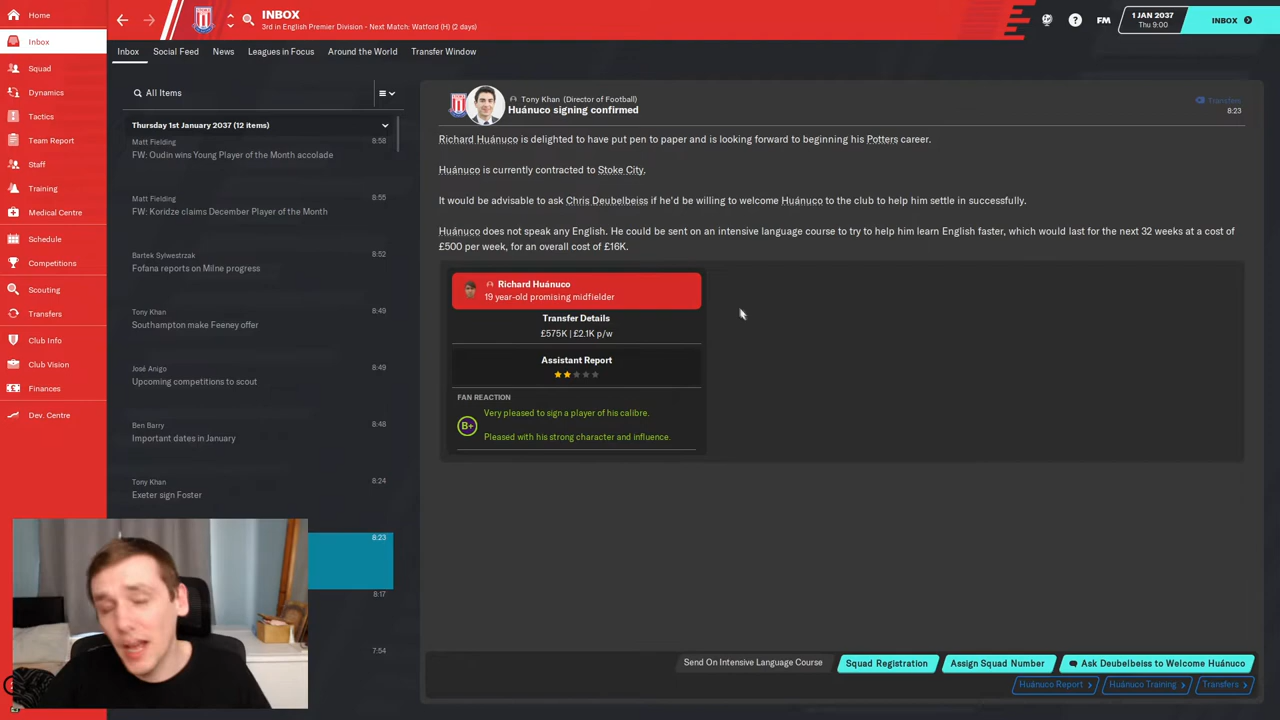 Home
INBOX
3rd in English Premier Division - Next Match: Watford (H) (2 days)
FM
1 JAN 2037
Thu 9:00
INBOX
Inbox
Squad
Dynamics
Tactics
Team Report
Staff
Training
Medical Centre
Schedule
Competitions
Scouting
Transfers
Club Info
Club Vision
Finances
Dev. Centre
Inbox Social Feed News Leagues in Focus Around the World Transfer Window
All Items
Thursday 1st January 2037 (12 items)
Matt Fielding 8:58
FW: Oudin wins Young Player of the Month accolade
Matt Fielding 8:55
FW: Koridze claims December Player of the Month
Bartek Sylwestrzak 8:52
Fofana reports on Milne progress
Tony Khan 8:49
Southampton make Feeney offer
José Anigo 8:49
Upcoming competitions to scout
Ben Barry 8:48
Important dates in January
Tony Khan 8:24
Exeter sign Foster
8:23
8:17
7:54
Tony Khan (Director of Football)
Huánuco signing confirmed
Transfers
8:23
Richard Huánuco is delighted to have put pen to paper and is looking forward to beginning his Potters career.
Huánuco is currently contracted to Stoke City.
It would be advisable to ask Chris Deubelbeiss if he'd be willing to welcome Huánuco to the club to help him settle in successfully.
Huánuco does not speak any English. He could be sent on an intensive language course to try to help him learn English faster, which would last for the next 32 weeks at a cost of
£500 per week, for an overall cost of £16K.
Richard Huánuco
19 year-old promising midfielder
Transfer Details
£575K | £2.1K p/w
Assistant Report
FAN REACTION
B+
Very pleased to sign a player of his calibre.
Pleased with his strong character and influence.
Send On Intensive Language Course
Squad Registration
Assign Squad Number
Ask Deubelbeiss to Welcome Huánuco
Huánuco Report
Huánuco Training
Transfers